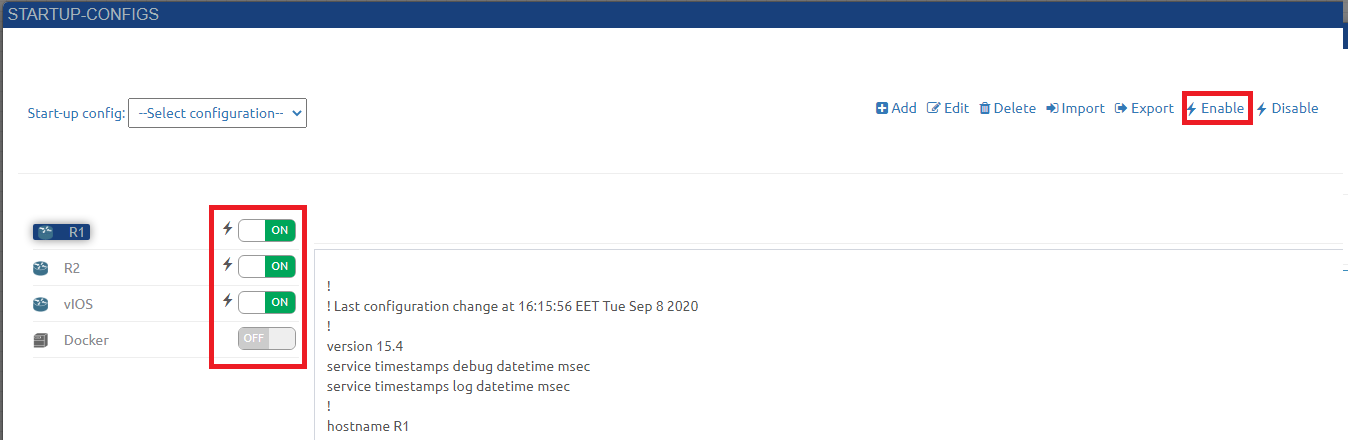 STARTUP-CONFIGS
Start-up config: --Select configuration-- Add Edit Delete Import Export Enable Disable
R1 ON
R2 ON
vIOS ON
Docker OFF
!
! Last configuration change at 16:15:56 EET Tue Sep 8 2020
!
version 15.4
service timestamps debug datetime msec
service timestamps log datetime msec
!
hostname R1